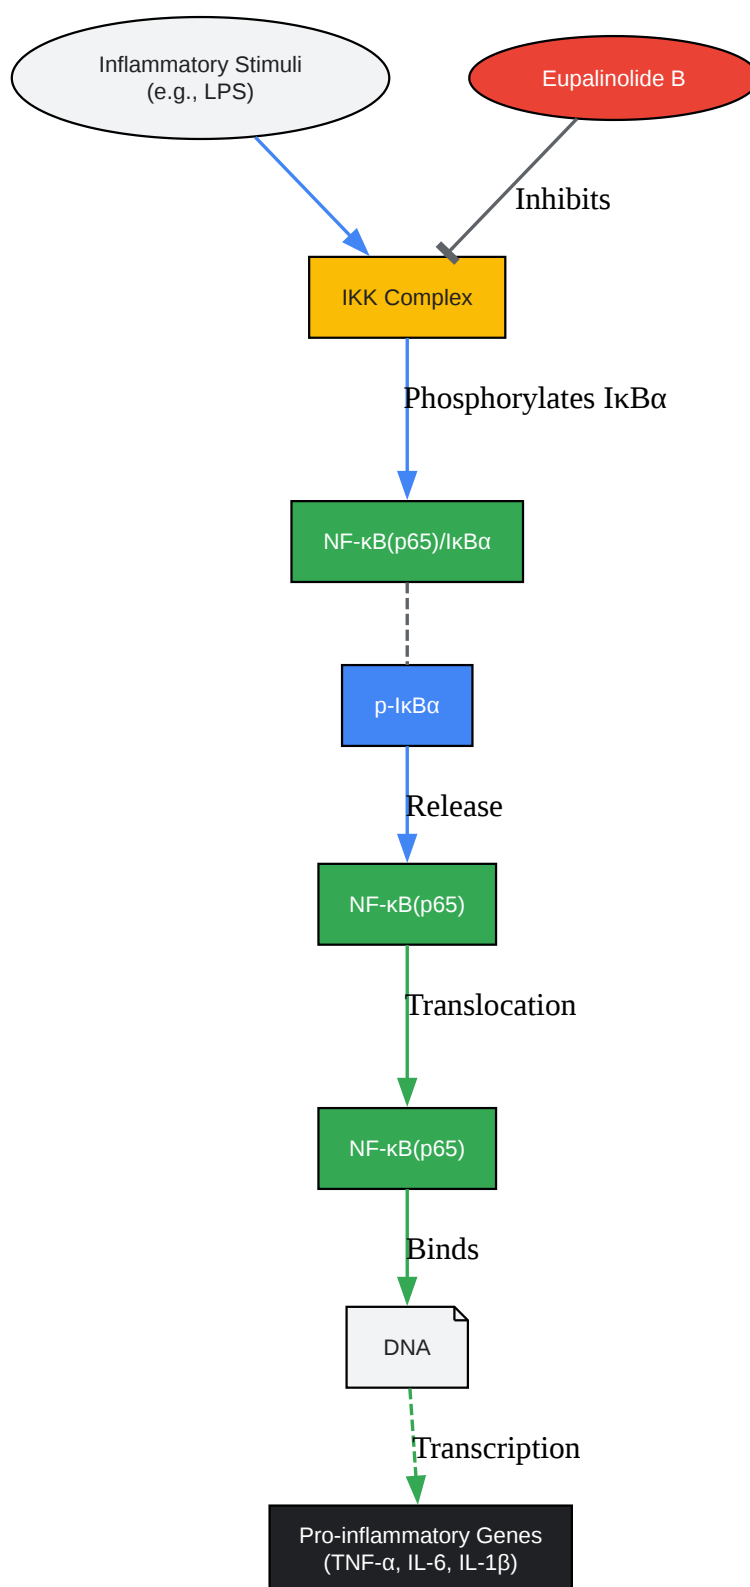 Inflammatory Stimuli
(e.g., LPS)
Eupalinolide B
Inhibits
IKK Complex
Phosphorylates IκBα
NF-κB(p65)/IκBα
p-IκBα
Release
NF-κB(p65)
Translocation
NF-κB(p65)
Binds
DNA
Transcription
Pro-inflammatory Genes
(TNF-α, IL-6, IL-1β)